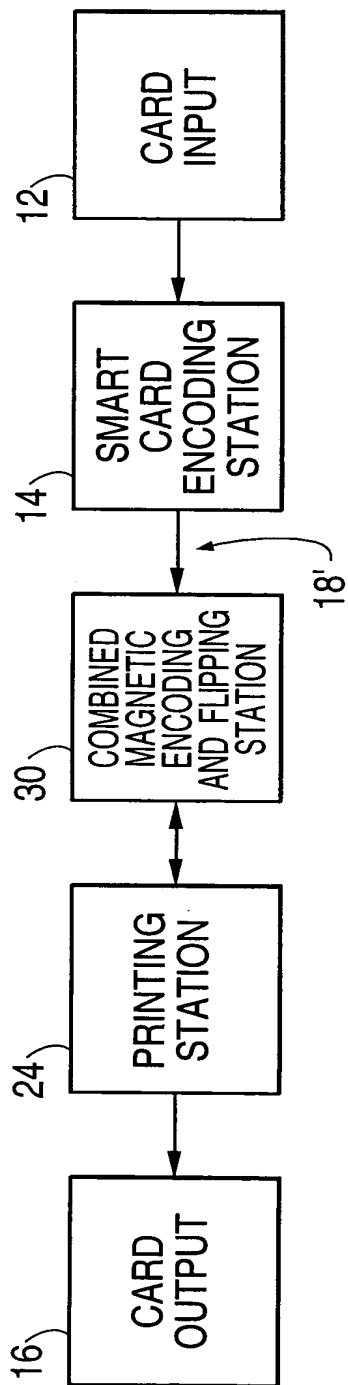 12
CARD
INPUT
14
SMART
CARD
ENCODING
STATION
18'
30
COMBINED
MAGNETIC
ENCODING
AND FLIPPING
STATION
24
PRINTING
STATION
16
CARD
OUTPUT